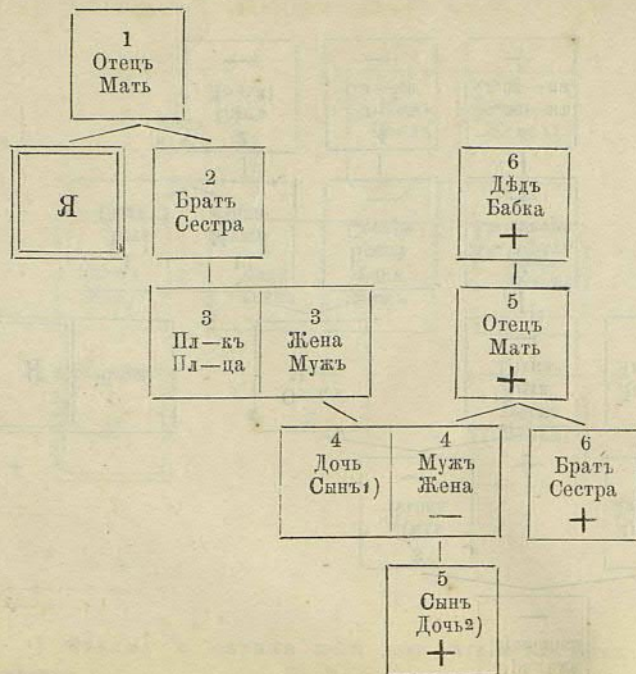 1
Отецъ
Мать
Я
2
Братъ
Сестра
6
Дѣдъ
Бабка
+
3
Пл—къ
Пл—ца
3
Жена
Мужъ
5
Отецъ
Мать
+
4
Дочь
Сынъ1)
4
Мужъ
Жена
—
6
Братъ
Сестра
+
5
Сынъ
Дочь2)
+